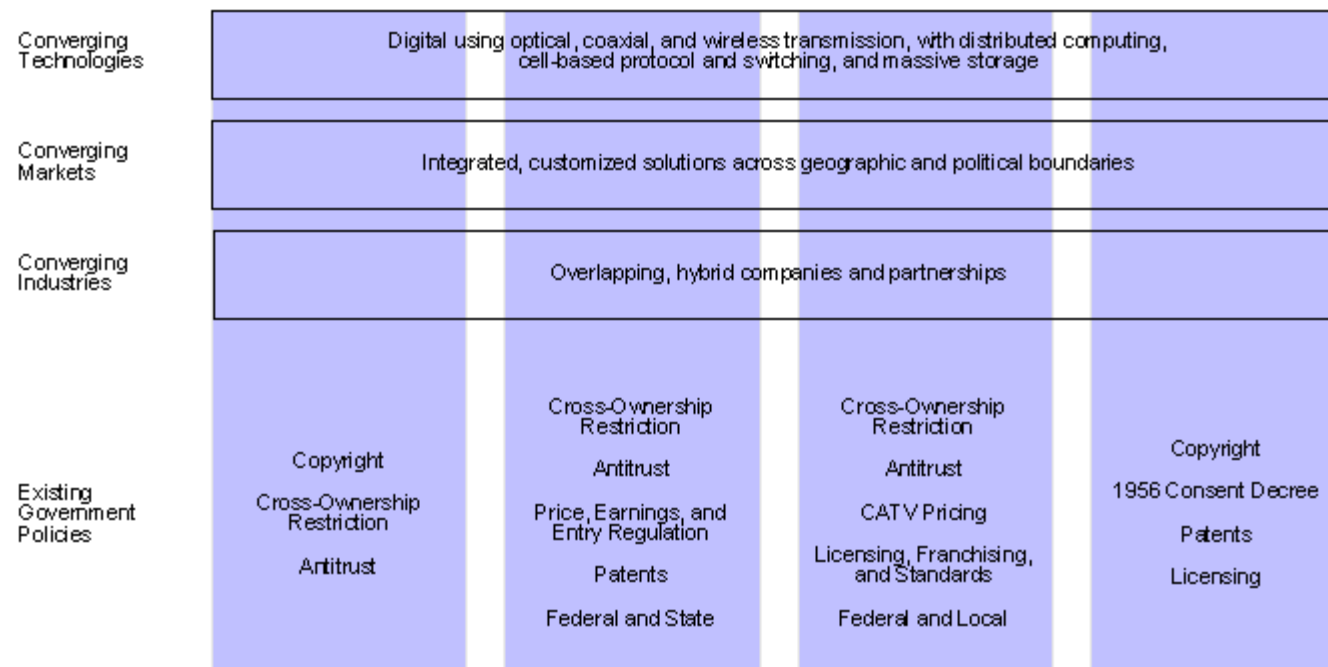 Converging
Technologies
Digital using optical, coaxial, and wireless transmission, with distributed computing,
cell-based protocol and switching, and massive storage
Converging
Markets
Integrated, customized solutions across geographic and political boundaries
Converging
Industries
Overlapping, hybrid companies and partnerships
Existing
Government
Policies
Copyright
Cross-Ownership
Restriction
Antitrust
Cross-Ownership
Restriction
Antitrust
Price, Earnings, and
Entry Regulation
Patents
Federal and State
Cross-Ownership
Restriction
Antitrust
CATV Pricing
Licensing, Franchising,
and Standards
Federal and Local
Copyright
1956 Consent Decree
Patents
Licensing